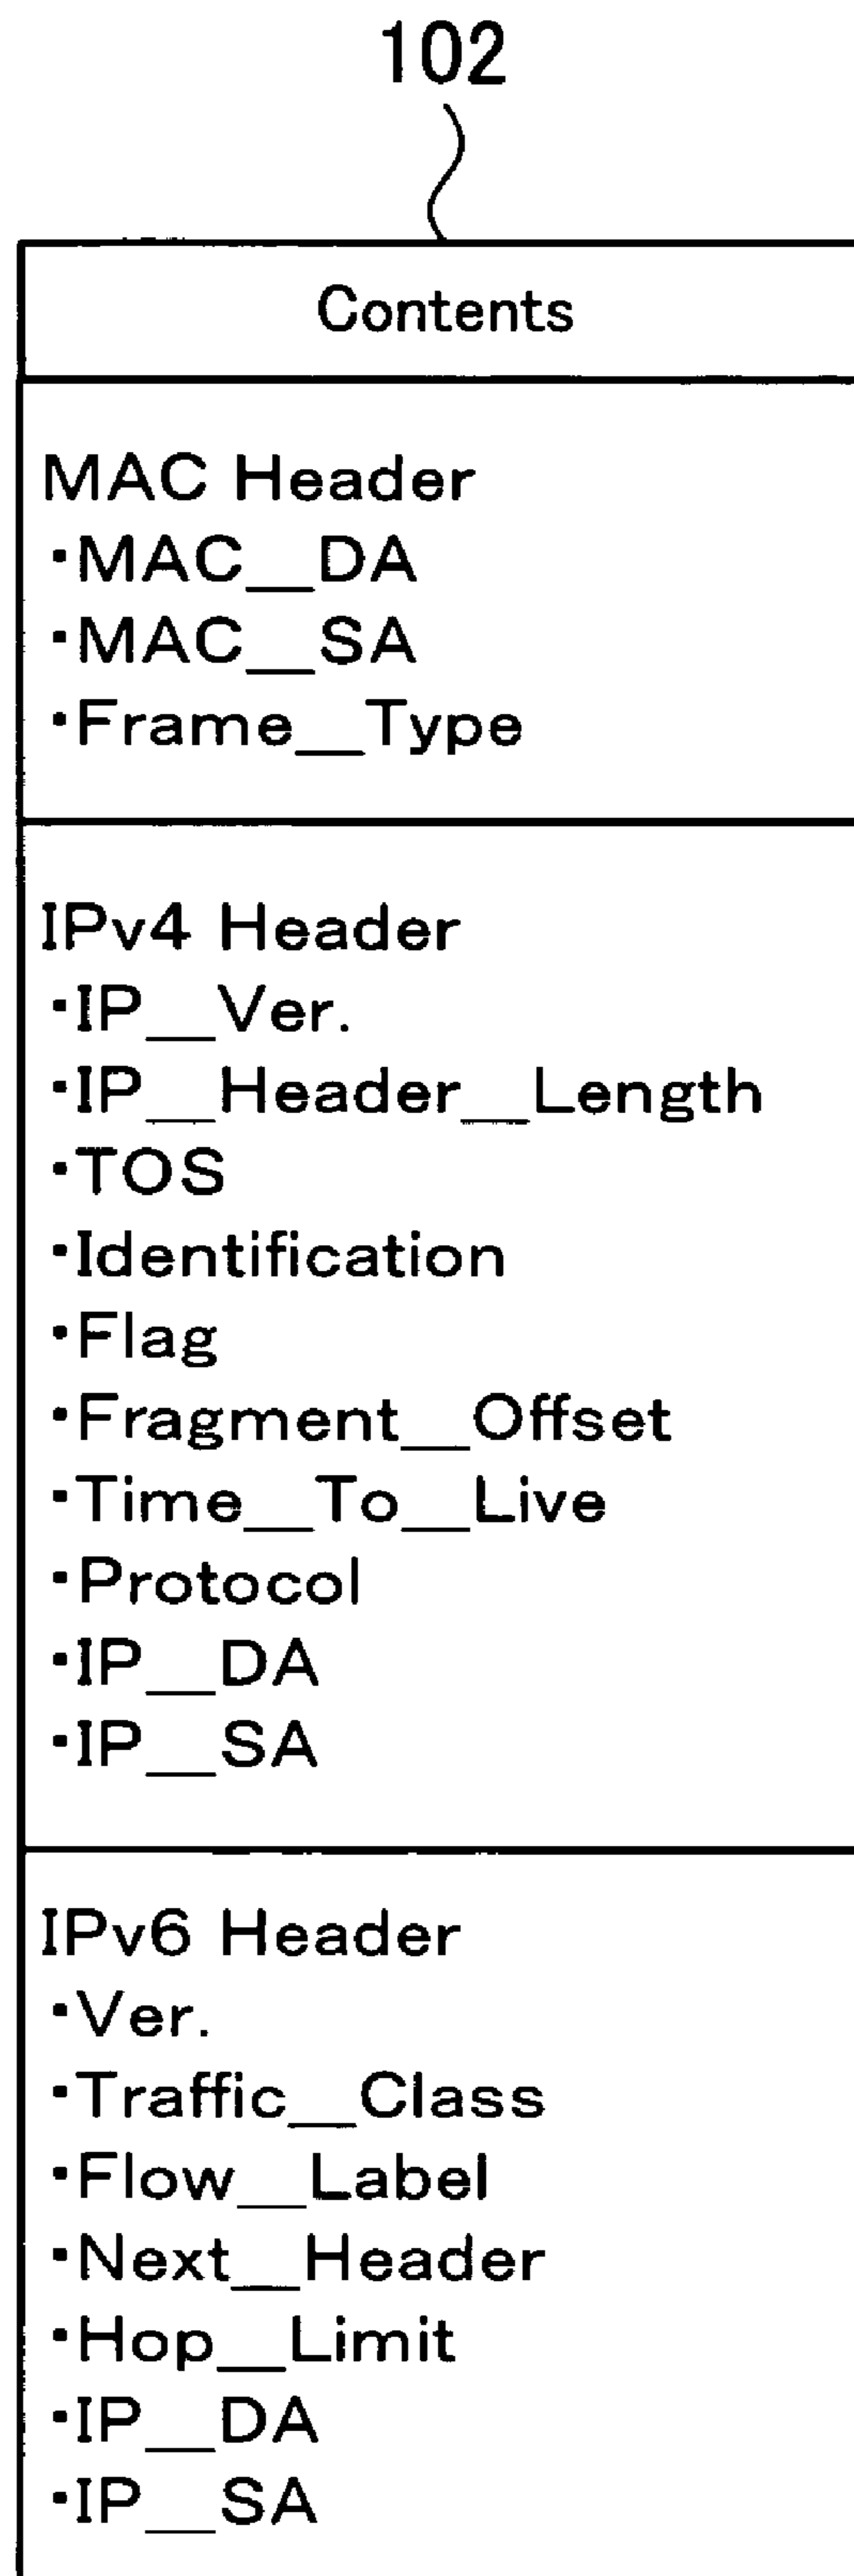 102
Contents
MAC Header
・MAC__DA
・MAC__SA
・Frame__Type
IPv4 Header
・IP__Ver.
・IP__Header__Length
・TOS
・Identification
・Flag
・Fragment__Offset
・Time__To__Live
・Protocol
・IP__DA
・IP__SA
IPv6 Header
・Ver.
・Traffic__Class
・Flow__Label
・Next__Header
・Hop__Limit
・IP__DA
・IP__SA